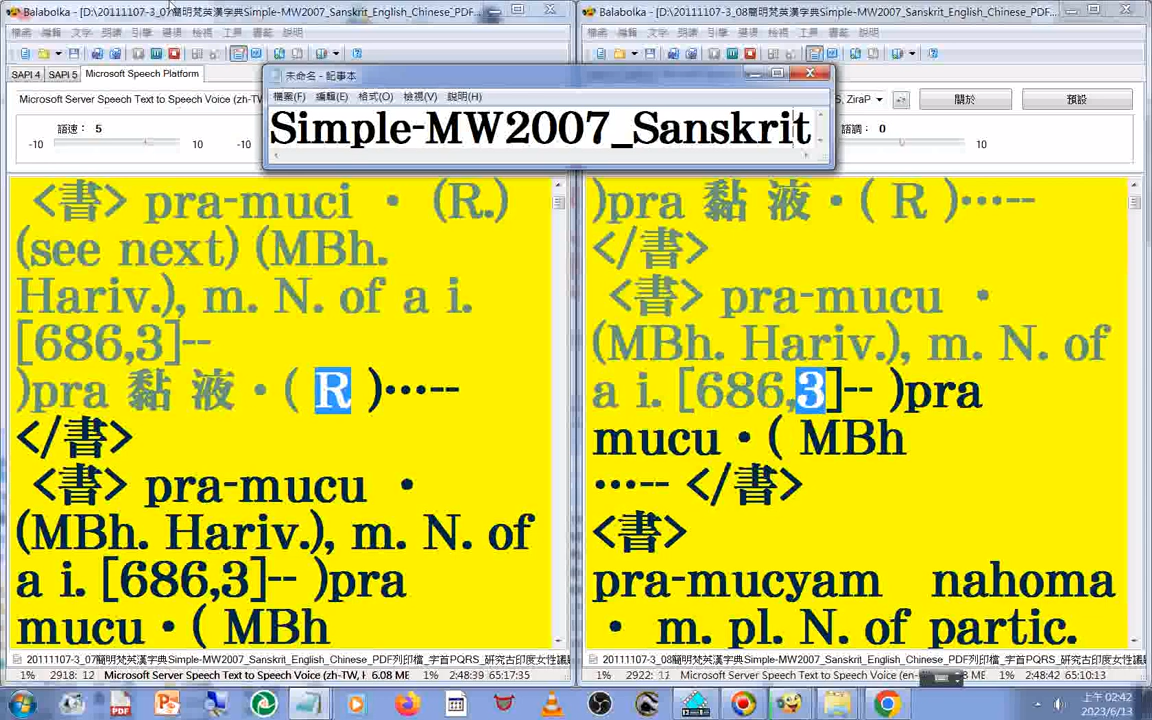 Balabolka - [D:\20111107-3_07簡明梵英漢字典Simple-MW2007_Sanskrit_English_Chinese_PDF...
Balabolka - [D:\20111107-3_08簡明梵英漢字典Simple-MW2007_Sanskrit_English_Chinese_PDF...
SAPI 4 SAPI 5 Microsoft Speech Platform
未命名 - 記事本
檔案(F) 編輯(E) 格式(O) 檢視(V) 說明(H)
Simple-MW2007_Sanskrit
Microsoft Server Speech Text to Speech Voice (zh-TW
5, ZiraP
關於
預設
語速： 5
-10 10 -10
語調： 0
10
<書> pra-muci • (R.)
(see next) (MBh.
Hariv.), m. N. of a i.
[686,3]--
)pra 黏 液 • ( R )…--
</書>
<書> pra-mucu •
(MBh. Hariv.), m. N. of
a i. [686,3]-- )pra
mucu • ( MBh
)pra 黏 液 • ( R )…--
</書>
<書> pra-mucu •
(MBh. Hariv.), m. N. of
a i. [686,3]-- )pra
mucu • ( MBh
…-- </書>
<書>
pra-mucyam nahoma
• m. pl. N. of partic.
20111107-3_07簡明梵英漢字典Simple-MW2007_Sanskrit_English_Chinese_PDF列印檔_字首PQRS_研究古印度女性議
20111107-3_08簡明梵英漢字典Simple-MW2007_Sanskrit_English_Chinese_PDF列印檔_字首PQRS_研究古印度女性議
1% 2918: 12 Microsoft Server Speech Text to Speech Voice (zh-TW, 6.08 ME 1% 2:48:39 65:17:35
1% 2922: 11 Microsoft Server Speech Text to Speech Voice (en- 1% 2:48:42 65:10:13
上午 02:42
2023/6/13